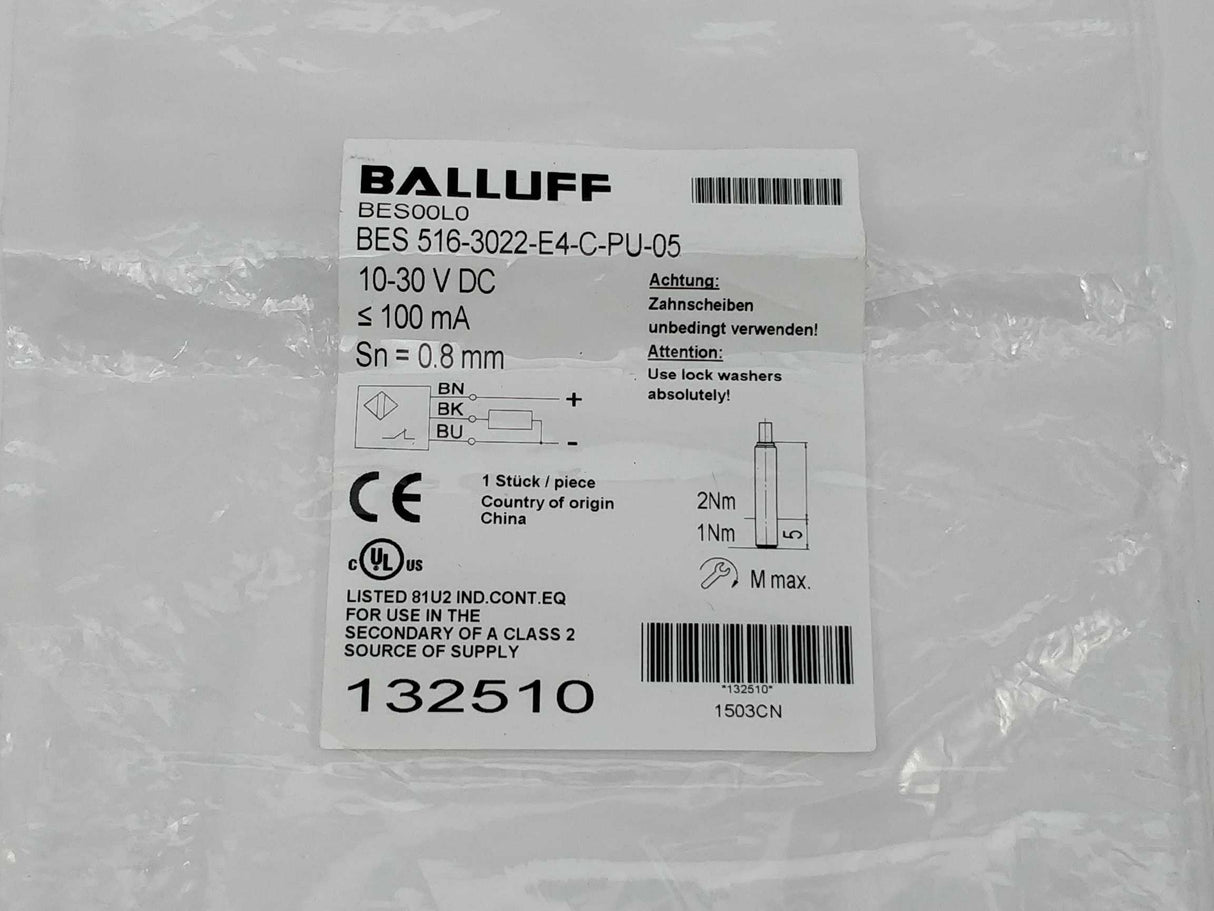 BALLUFF
BES00L0
BES 516-3022-E4-C-PU-05
10-30 V DC
≤ 100 mA
Sn = 0.8 mm
Achtung:
Zahnscheiben
unbedingt verwenden!
Attention:
Use lock washers
absolutely!
BN +
BK
BU -
CE
1 Stück / piece
Country of origin
China
2Nm
1Nm
5
M max.
c UL us
LISTED 81U2 IND.CONT.EQ
FOR USE IN THE
SECONDARY OF A CLASS 2
SOURCE OF SUPPLY
132510
*132510*
1503CN